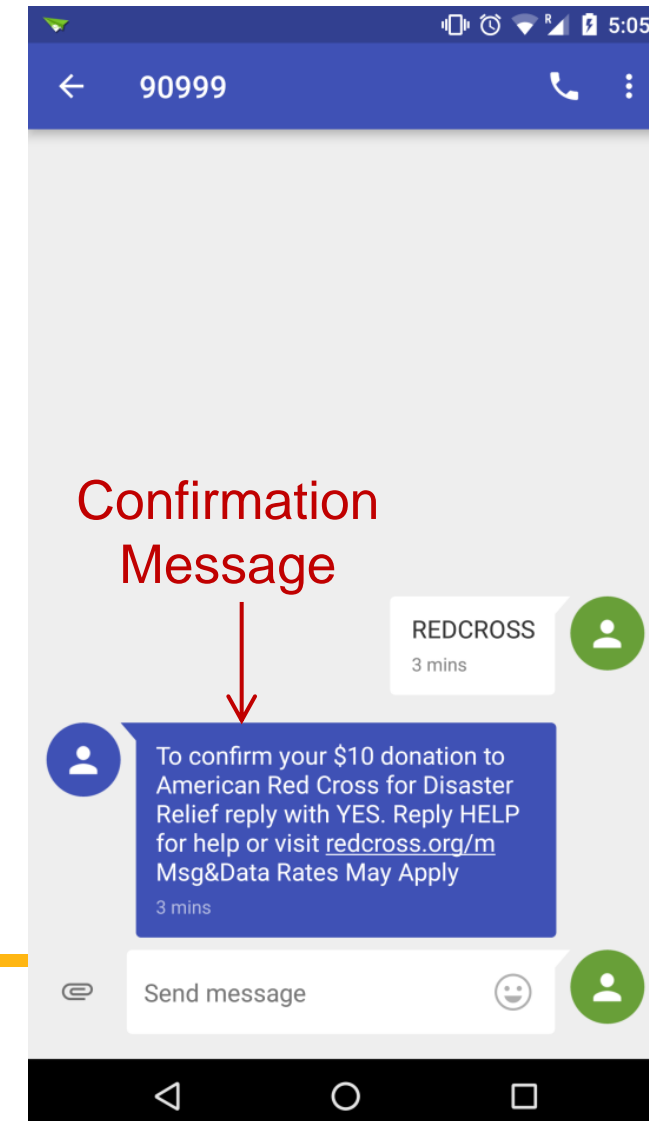 R 5:05
90999
Confirmation
Message
REDCROSS
3 mins
To confirm your $10 donation to
American Red Cross for Disaster
Relief reply with YES. Reply HELP
for help or visit redcross.org/m
Msg&Data Rates May Apply
3 mins
Send message